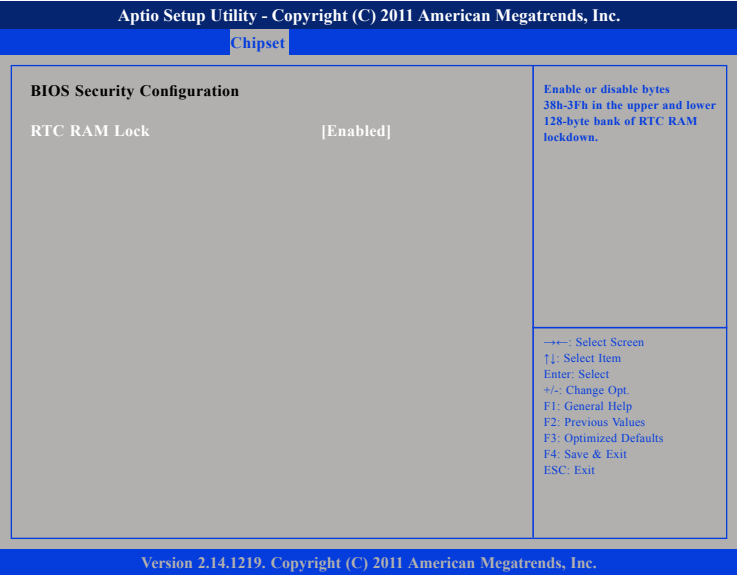 Aptio Setup Utility - Copyright (C) 2011 American Megatrends, Inc.
Chipset
BIOS Security Configuration
RTC RAM Lock [Enabled]
Enable or disable bytes
38h-3Fh in the upper and lower
128-byte bank of RTC RAM
lockdown.
→←: Select Screen
↑↓: Select Item
Enter: Select
+/-: Change Opt.
F1: General Help
F2: Previous Values
F3: Optimized Defaults
F4: Save & Exit
ESC: Exit
Version 2.14.1219. Copyright (C) 2011 American Megatrends, Inc.